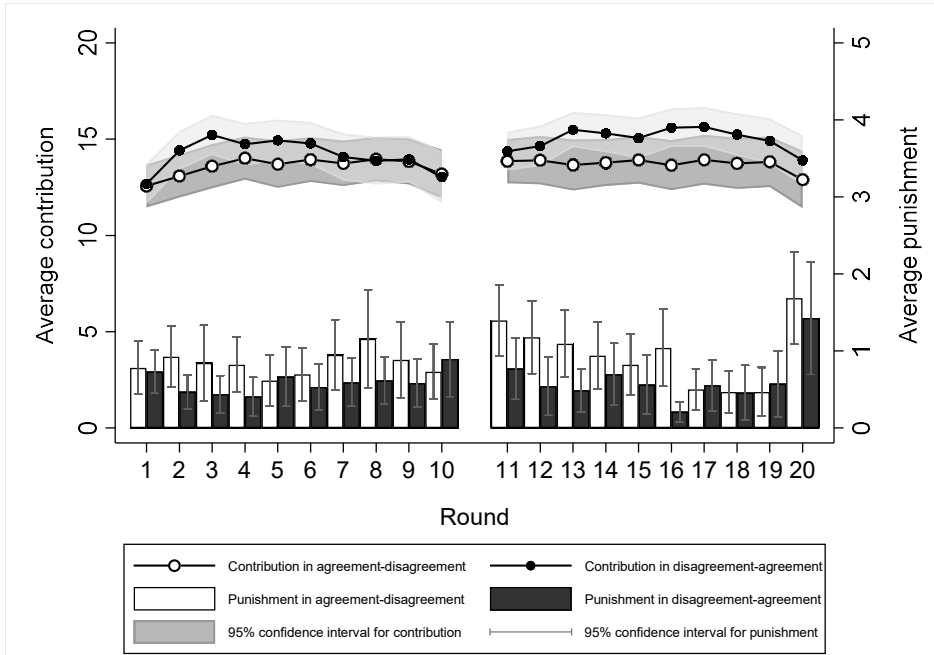 20
15
10
5
0
Average contribution
5
4
3
2
1
0
Average punishment
1 2 3 4 5 6 7 8 9 10 11 12 13 14 15 16 17 18 19 20
Round
Contribution in agreement-disagreement Contribution in disagreement-agreement
Punishment in agreement-disagreement Punishment in disagreement-agreement
95% confidence interval for contribution 95% confidence interval for punishment